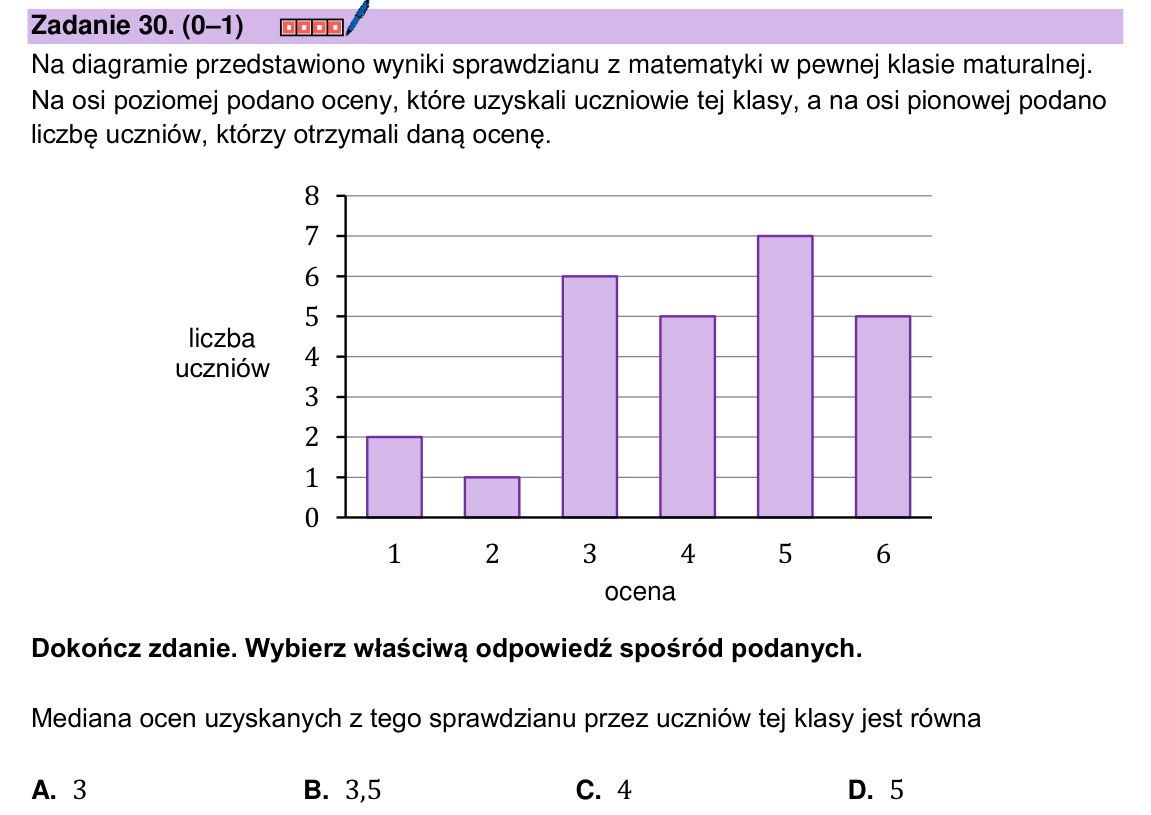 Zadanie 30. (0–1)
Na diagramie przedstawiono wyniki sprawdzianu z matematyki w pewnej klasie maturalnej.
Na osi poziomej podano oceny, które uzyskali uczniowie tej klasy, a na osi pionowej podano
liczbę uczniów, którzy otrzymali daną ocenę.
8
7
6
5
4
3
2
1
0
liczba
uczniów
1 2 3 4 5 6
ocena
Dokończ zdanie. Wybierz właściwą odpowiedź spośród podanych.
Mediana ocen uzyskanych z tego sprawdzianu przez uczniów tej klasy jest równa
A. 3 B. 3,5 C. 4 D. 5